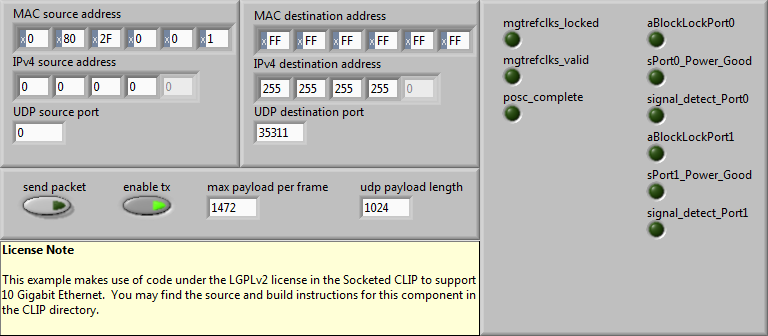 MAC source address
x0 x80 x2F x0 x0 x1
IPv4 source address
0 0 0 0 0
UDP source port
0
MAC destination address
xFF xFF xFF xFF xFF xFF
IPv4 destination address
255 255 255 255 0
UDP destination port
35311
send packet enable tx max payload per frame udp payload length
1472 1024
License Note
This example makes use of code under the LGPLv2 license in the Socketed CLIP to support
10 Gigabit Ethernet. You may find the source and build instructions for this component in
the CLIP directory.
mgtrefclks_locked
mgtrefclks_valid
posc_complete
aBlockLockPort0
sPort0_Power_Good
signal_detect_Port0
aBlockLockPort1
sPort1_Power_Good
signal_detect_Port1